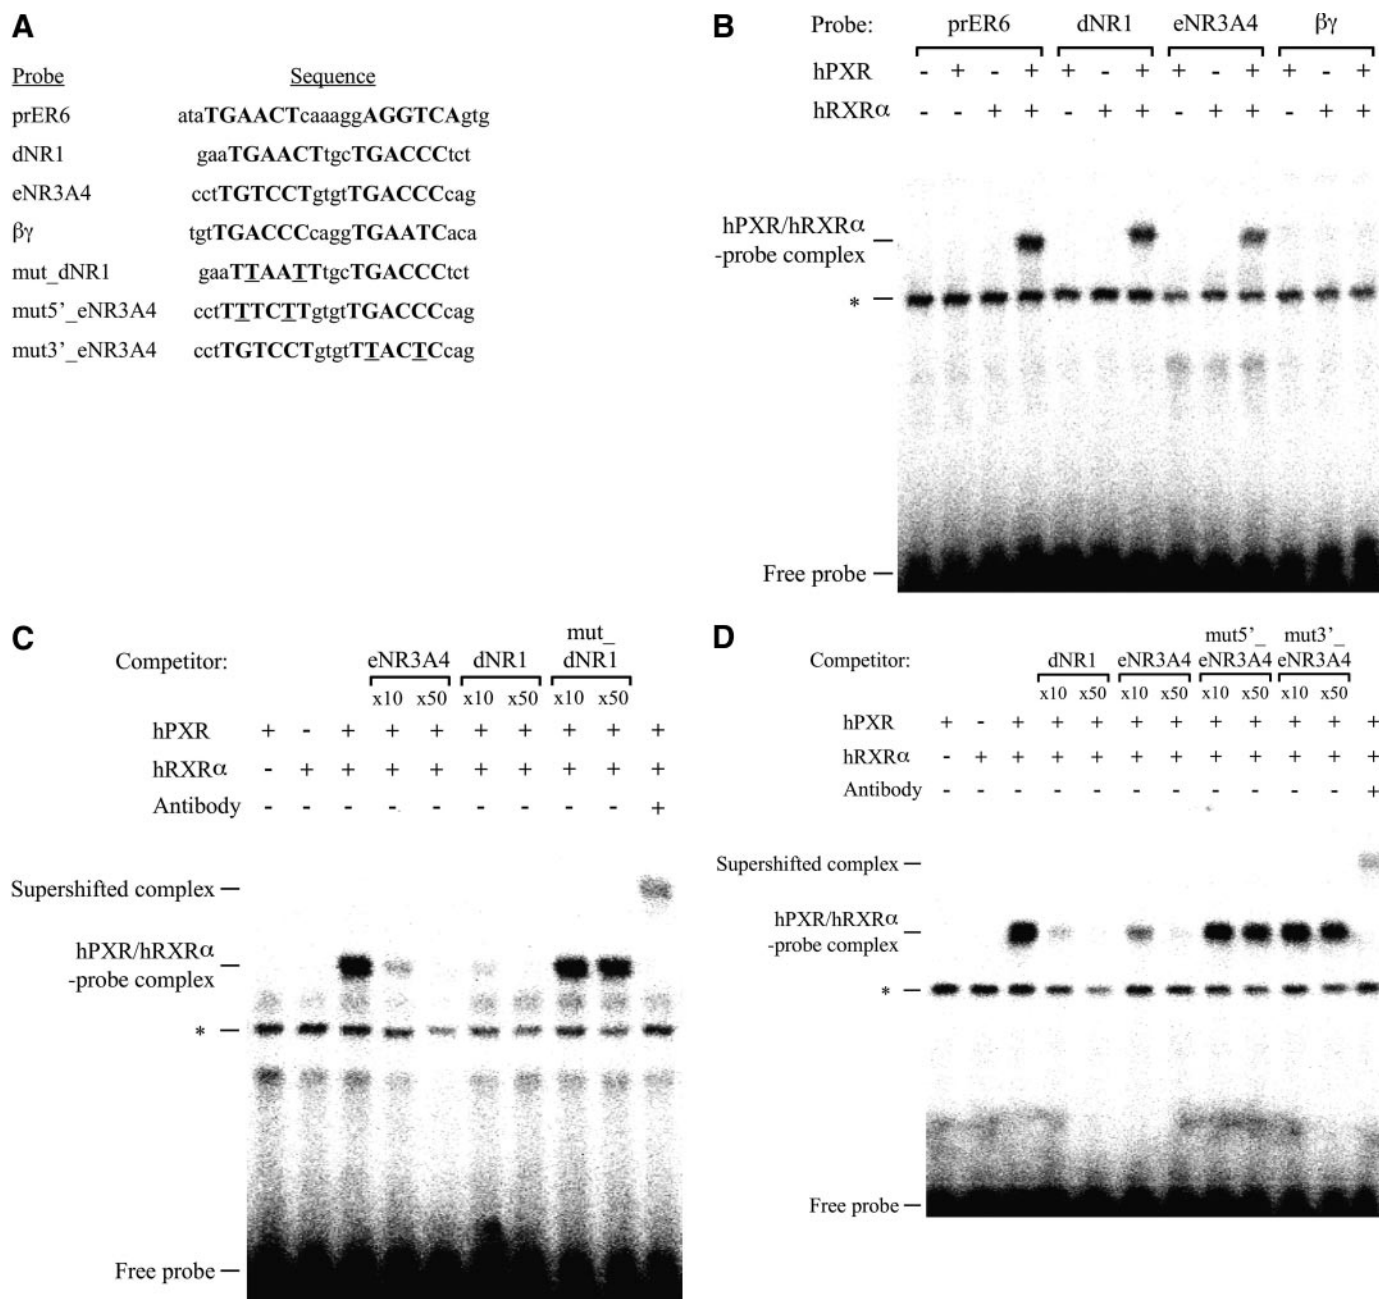 A
Probe Sequence
prER6 ataTGAACTcaaaggAGGTCAgtg
dNR1 gaaTGAACTtgcTGACCCtct
eNR3A4 cctTGTCCTgtgtTGACCCcag
βγ tgtTGACCCcaggTGAATCaca
mut_dNR1 gaaTTAATTtgcTGACCCtct
mut5’_eNR3A4 cctTTTCTTgtgtTGACCCcag
mut3’_eNR3A4 cctTGTCCTgtgtTTACTCcag
B
Probe: prER6 dNR1 eNR3A4 βγ
hPXR - + - + + - + + - + + - +
hRXRα - - + + - + + - + + - + +
hPXR/hRXRα
-probe complex
*
Free probe
C
Competitor: eNR3A4 dNR1 mut_
dNR1
x10 x50 x10 x50 x10 x50
hPXR + - + + + + + + + +
hRXRα - + + + + + + + + +
Antibody - - - - - - - - - +
Supershifted complex
hPXR/hRXRα
-probe complex
*
Free probe
D
Competitor: dNR1 eNR3A4 mut5’_
eNR3A4 mut3’_
eNR3A4
x10 x50 x10 x50 x10 x50 x10 x50
hPXR + - + + + + + + + + + +
hRXRα - + + + + + + + + + + +
Antibody - - - - - - - - - - - +
Supershifted complex
hPXR/hRXRα
-probe complex
*
Free probe